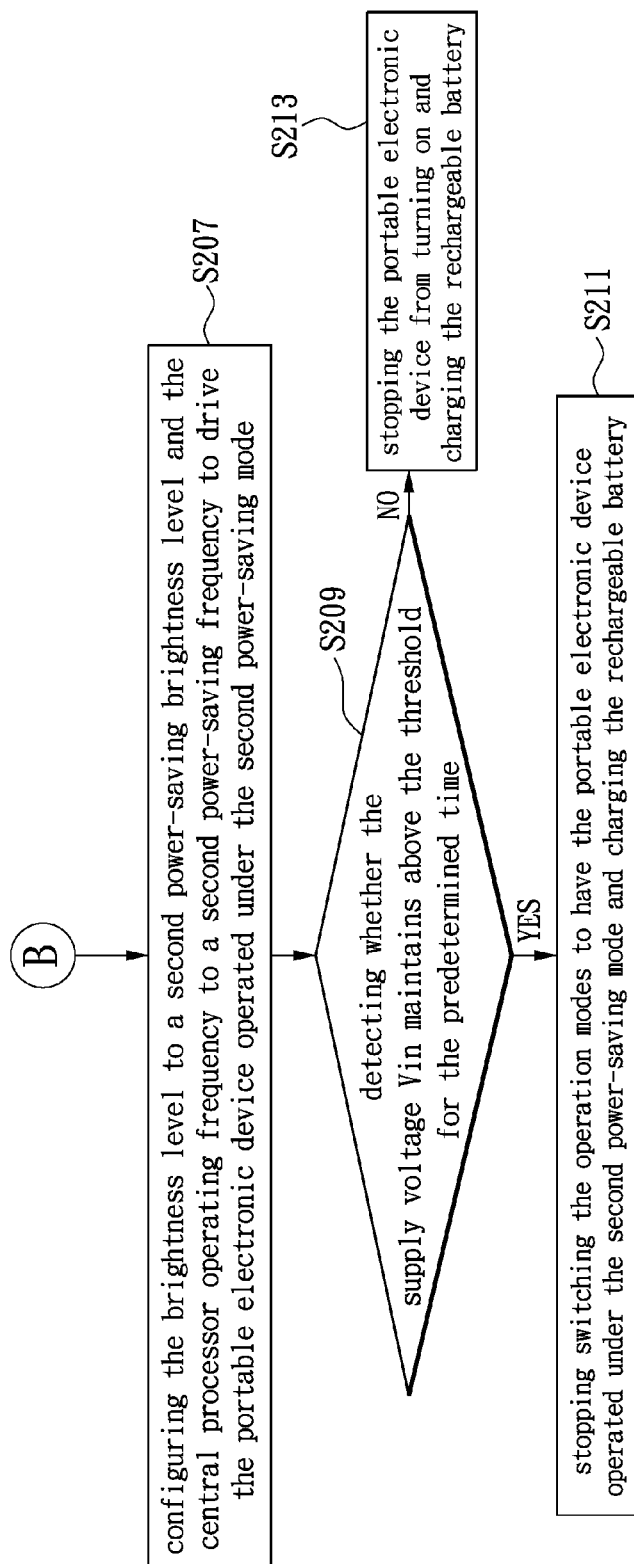 B
S207
configuring the brightness level to a second power-saving brightness level and the
central processor operating frequency to a second power-saving frequency to drive
the portable electronic device operated under the second power-saving mode
S209
detecting whether the
supply voltage Vin maintains above the threshold
for the predetermined time
NO
S213
stopping the portable electronic
device from turning on and
charging the rechargeable battery
YES
S211
stopping switching the operation modes to have the portable electronic device
operated under the second power-saving mode and charging the rechargeable battery